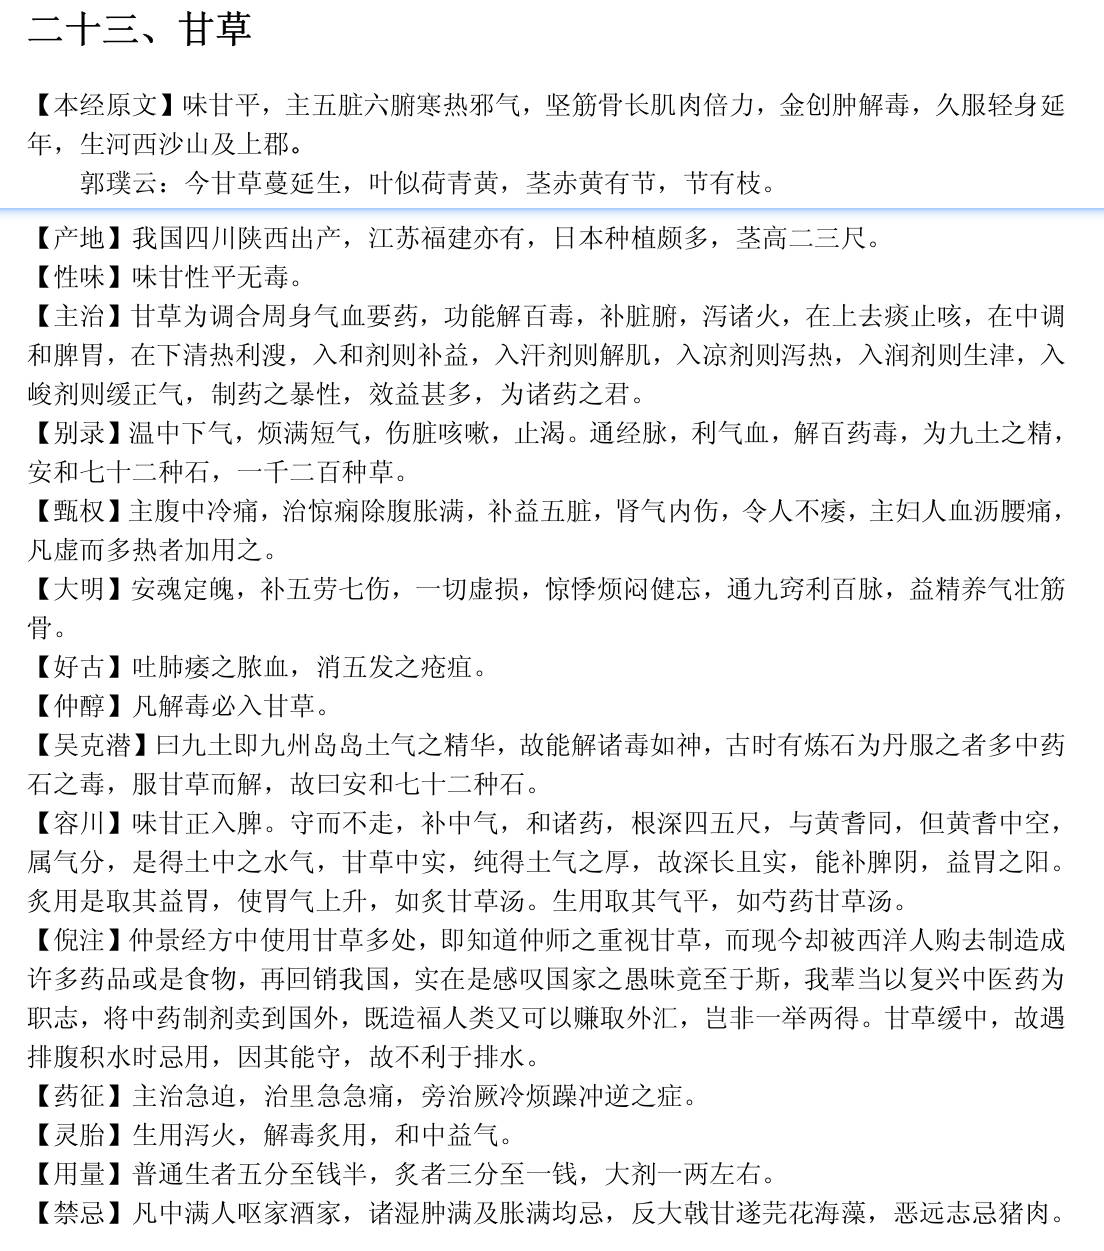 二十三、甘草
【本经原文】味甘平，主五脏六腑寒热邪气，坚筋骨长肌肉倍力，金创肿解毒，久服轻身延
年，生河西沙山及上郡。
郭璞云：今甘草蔓延生，叶似荷青黄，茎赤黄有节，节有枝。
【产地】我国四川陕西出产，江苏福建亦有，日本种植颇多，茎高二三尺。
【性味】味甘性平无毒。
【主治】甘草为调合周身气血要药，功能解百毒，补脏腑，泻诸火，在上去痰止咳，在中调
和脾胃，在下清热利溲，入和剂则补益，入汗剂则解肌，入凉剂则泻热，入润剂则生津，入
峻剂则缓正气，制药之暴性，效益甚多，为诸药之君。
【别录】温中下气，烦满短气，伤脏咳嗽，止渴。通经脉，利气血，解百药毒，为九土之精，
安和七十二种石，一千二百种草。
【甄权】主腹中冷痛，治惊痫除腹胀满，补益五脏，肾气内伤，令人不痿，主妇人血沥腰痛，
凡虚而多热者加用之。
【大明】安魂定魄，补五劳七伤，一切虚损，惊悸烦闷健忘，通九窍利百脉，益精养气壮筋
骨。
【好古】吐肺痿之脓血，消五发之疮疽。
【仲醇】凡解毒必入甘草。
【吴克潜】曰九土即九州岛岛土气之精华，故能解诸毒如神，古时有炼石为丹服之者多中药
石之毒，服甘草而解，故曰安和七十二种石。
【容川】味甘正入脾。守而不走，补中气，和诸药，根深四五尺，与黄耆同，但黄耆中空，
属气分，是得土中之水气，甘草中实，纯得土气之厚，故深长且实，能补脾阴，益胃之阳。
炙用是取其益胃，使胃气上升，如炙甘草汤。生用取其气平，如芍药甘草汤。
【倪注】仲景经方中使用甘草多处，即知道仲师之重视甘草，而现今却被西洋人购去制造成
许多药品或是食物，再回销我国，实在是感叹国家之愚昧竟至于斯，我辈当以复兴中医药为
职志，将中药制剂卖到国外，既造福人类又可以赚取外汇，岂非一举两得。甘草缓中，故遇
排腹积水时忌用，因其能守，故不利于排水。
【药征】主治急迫，治里急急痛，旁治厥冷烦躁冲逆之症。
【灵胎】生用泻火，解毒炙用，和中益气。
【用量】普通生者五分至钱半，炙者三分至一钱，大剂一两左右。
【禁忌】凡中满人呕家酒家，诸湿肿满及胀满均忌，反大戟甘遂芫花海藻，恶远志忌猪肉。